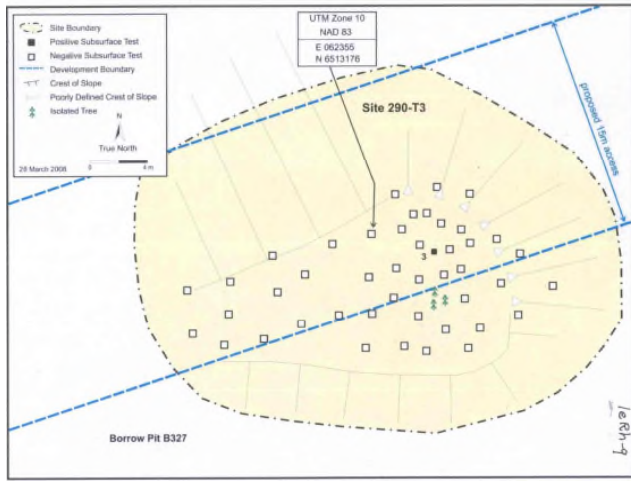 Site Boundary
Positive Subsurface Test
Negative Subsurface Test
Development Boundary
Crest of Slope
Poorly Defined Crest of Slope
Isolated Tree
N
True North
0 4 m
28 March 2008
UTM Zone 10
NAD 83
E 062355
N 6513176
Site 290-T3
proposed 15m access
3
Borrow Pit B327
IeRh-9